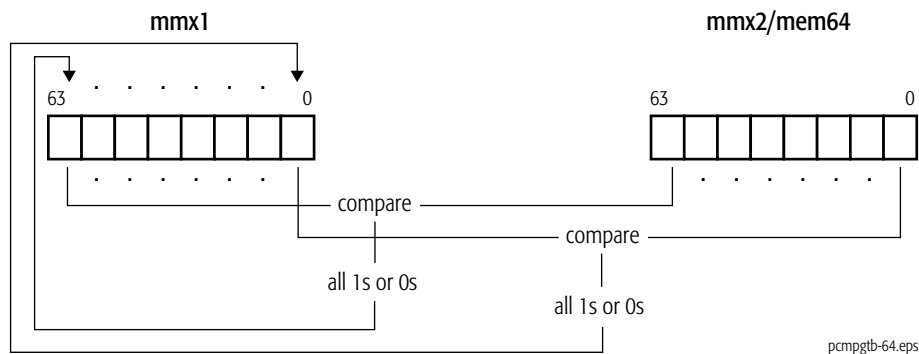 mmx1 mmx2/mem64
. . . . . .
63 0 63 0
. . . . . . . . . . . .
compare
compare
all 1s or 0s
all 1s or 0s
pcmpgtb-64.eps